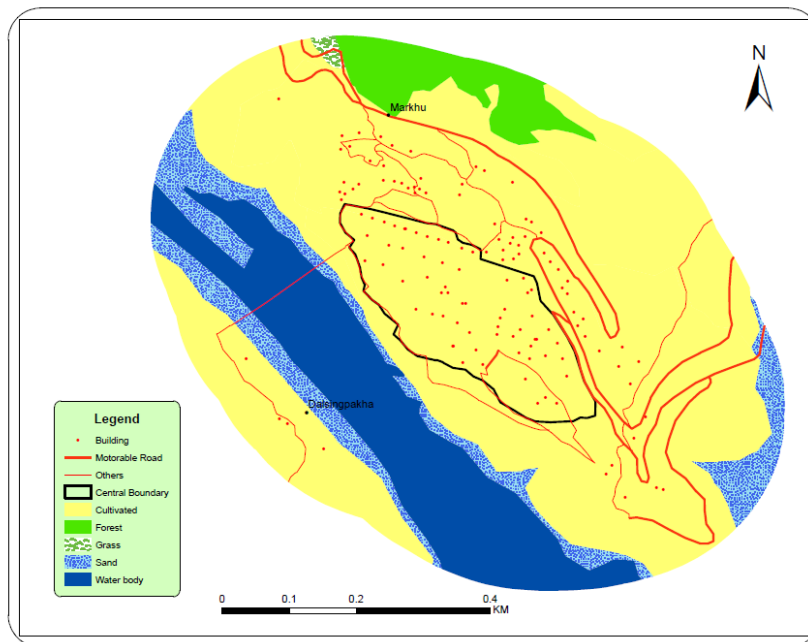 N
Markhu
Dalsingpakha
Legend
Building
Motorable Road
Others
Central Boundary
Cultivated
Forest
Grass
Sand
Water body
0 0.1 0.2 0.4
KM